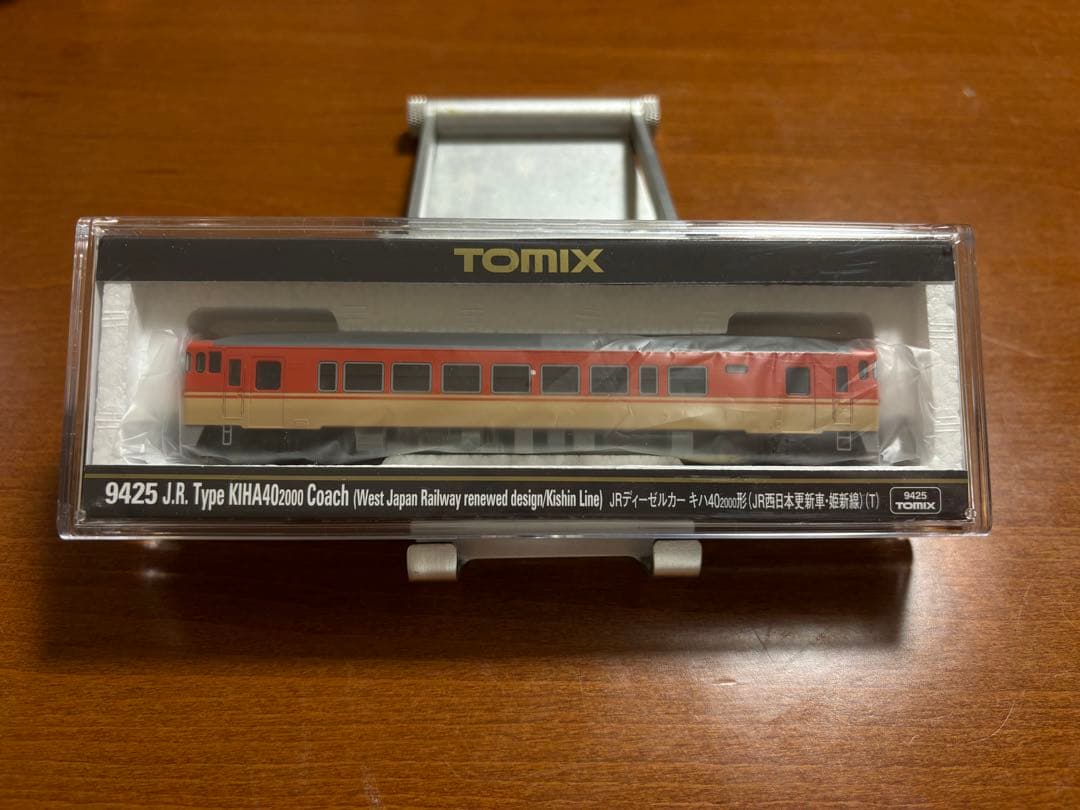 TOMIX
9425 J.R. Type KIHA402000 Coach (West Japan Railway renewed design/Kishin Line) JRディーゼルカー キハ402000形(JR西日本更新車・姫新線)(T)
9425
TOMIX